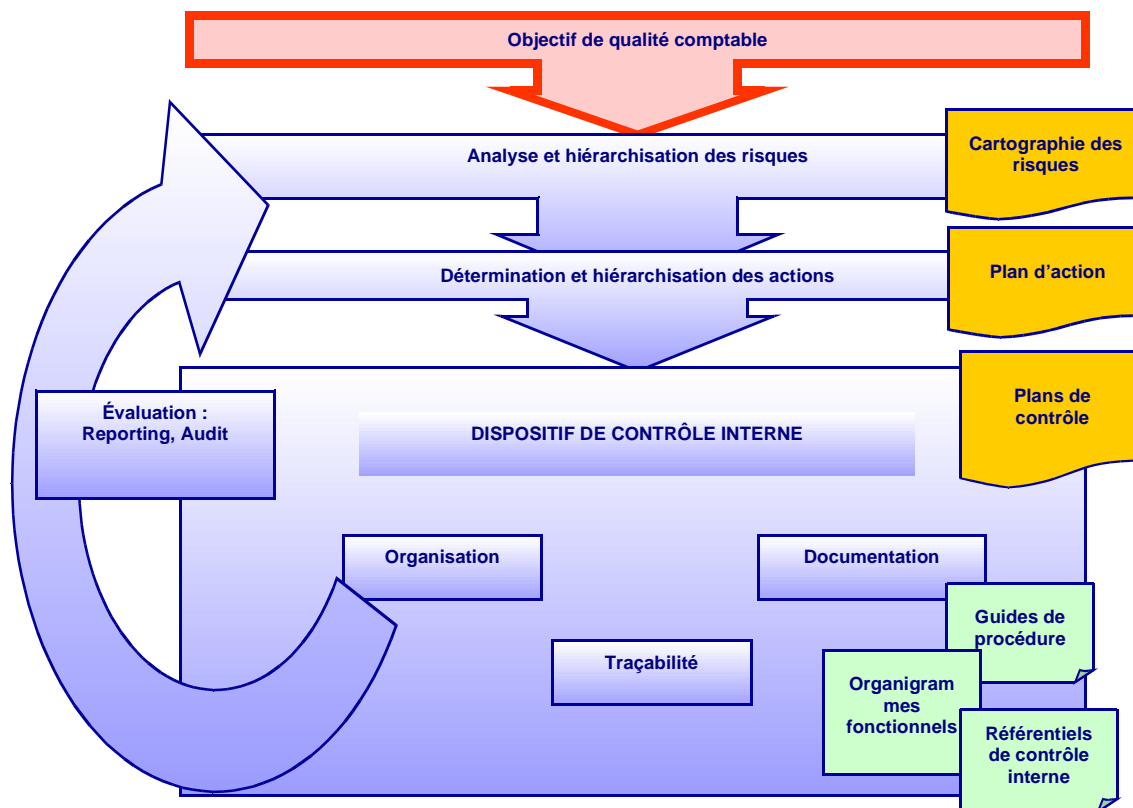 Objectif de qualité comptable
Analyse et hiérarchisation des risques
Cartographie des
risques
Détermination et hiérarchisation des actions
Plan d’action
Plans de
contrôle
Évaluation :
Reporting, Audit
DISPOSITIF DE CONTRÔLE INTERNE
Organisation
Documentation
Guides de
procédure
Traçabilité
Organigram
mes
fonctionnels
Référentiels
de contrôle
interne